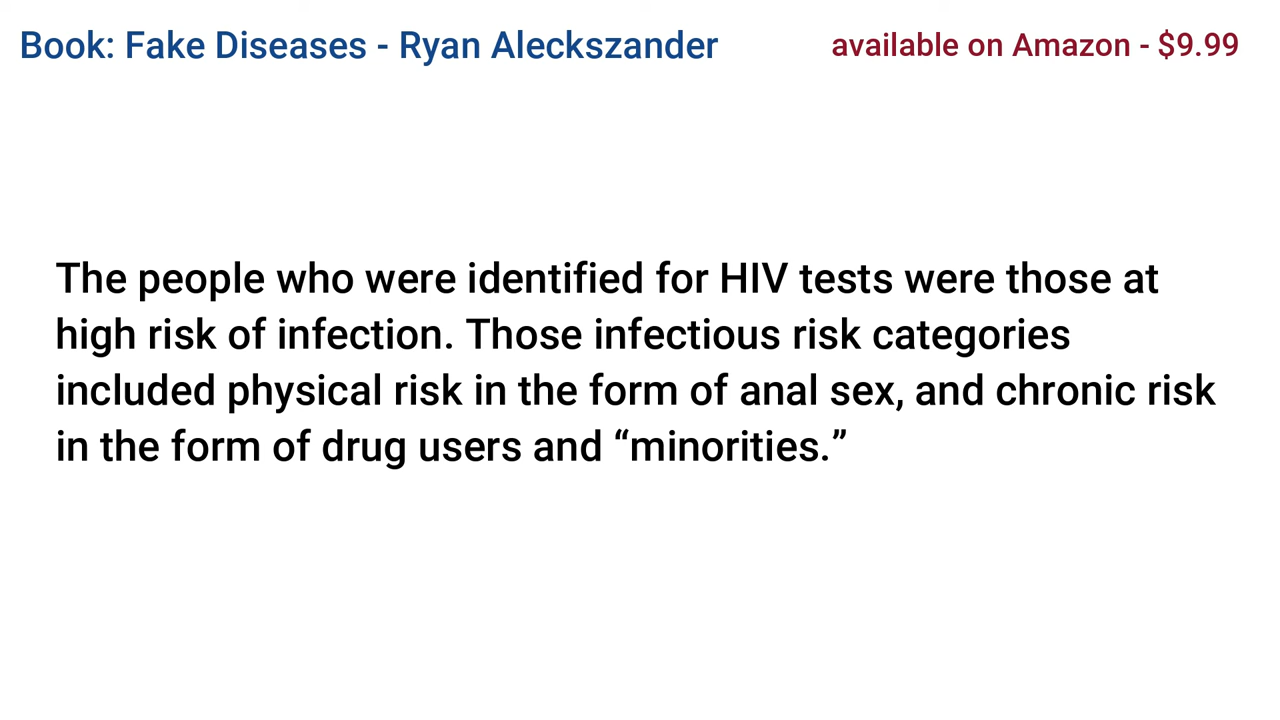 Book: Fake Diseases - Ryan Aleckszander
available on Amazon - $9.99
The people who were identified for HIV tests were those at
high risk of infection. Those infectious risk categories
included physical risk in the form of anal sex, and chronic risk
in the form of drug users and “minorities.”